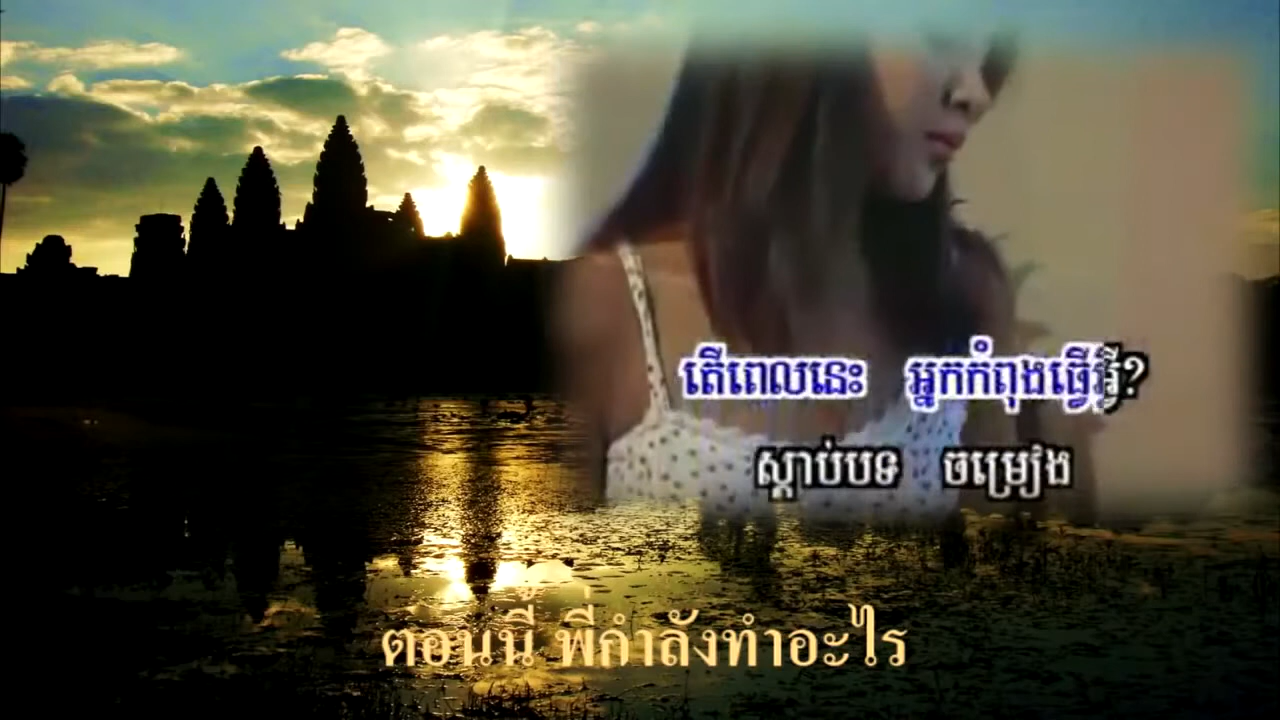 តើពេលនេះ អ្នកកំពុងធ្វើអ្វី?
ស្ដាប់បទ ចម្រៀង
ตอนนี้ พี่กำลังทำอะไร